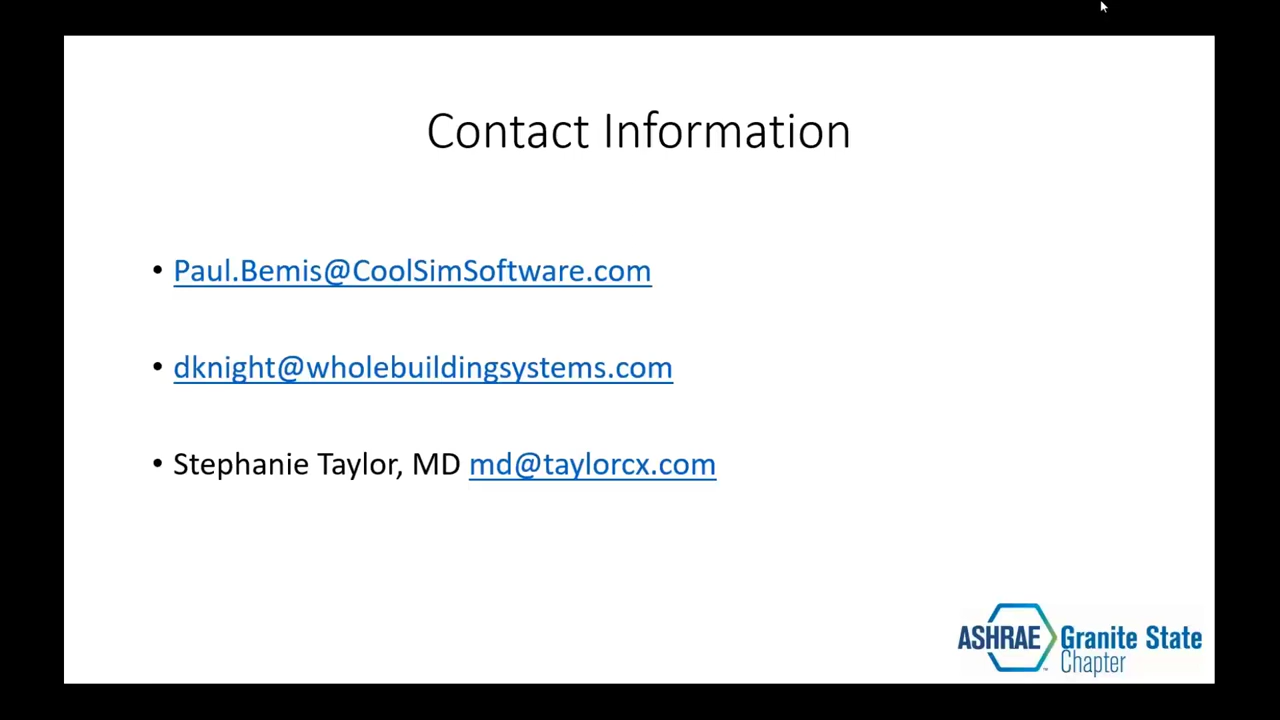 Contact Information
• Paul.Bemis@CoolSimSoftware.com
• dknight@wholebuildingsystems.com
• Stephanie Taylor, MD md@taylorcx.com
ASHRAE Granite State
Chapter